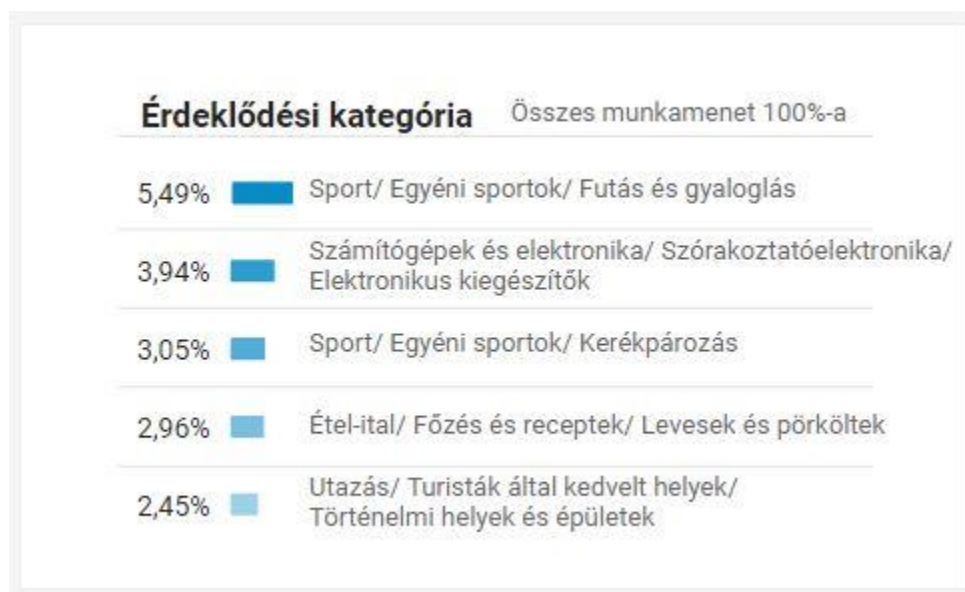 Érdeklődési kategória Összes munkamenet 100%-a
5,49% Sport/ Egyéni sportok/ Futás és gyaloglás
3,94% Számítógépek és elektronika/ Szórakoztatóelektronika/
Elektronikus kiegészítők
3,05% Sport/ Egyéni sportok/ Kerékpározás
2,96% Étel-ital/ Főzés és receptek/ Levesek és pörköltek
2,45% Utazás/ Turisták által kedvelt helyek/
Történelmi helyek és épületek